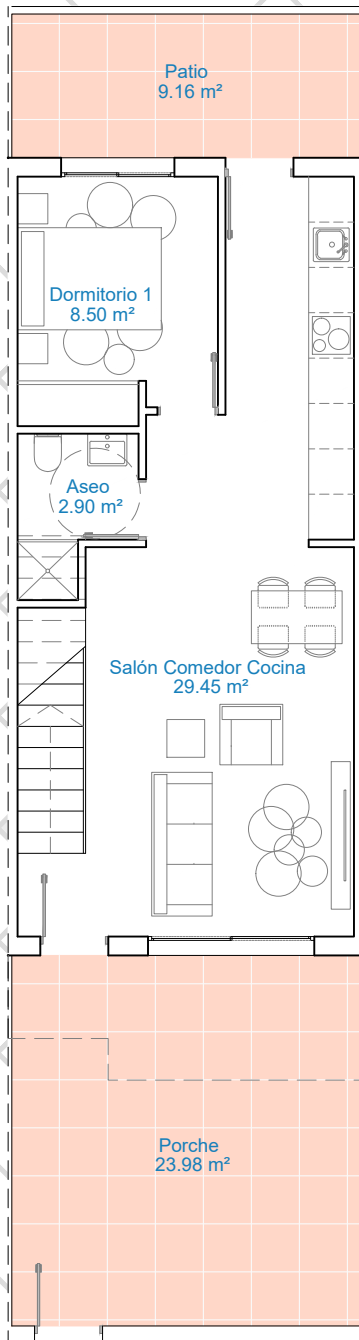 Patio
9.16 m²
Dormitorio 1
8.50 m²
Aseo
2.90 m²
Salón Comedor Cocina
29.45 m²
Porche
23.98 m²